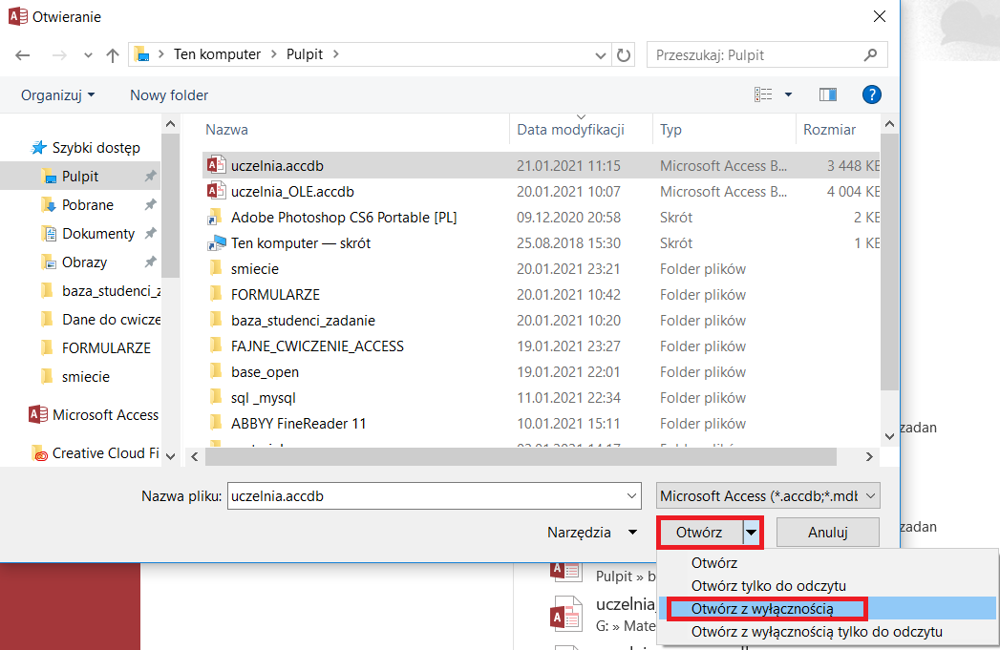 Otwieranie
Ten komputer > Pulpit >
Przeszukaj: Pulpit
Organizuj
Nowy folder
?
Nazwa
Data modyfikacji
Typ
Rozmiar
Szybki dostęp
Pulpit
Pobrane
Dokumenty
Obrazy
baza_studenci_z
Dane do cwicze
FORMULARZE
smiecie
Microsoft Access
Creative Cloud Fi
uczelnia.accdb 21.01.2021 11:15 Microsoft Access B... 3 448 KB
uczelnia_OLE.accdb 20.01.2021 10:07 Microsoft Access B... 4 004 KB
Adobe Photoshop CS6 Portable [PL] 09.12.2020 20:58 Skrót 2 KB
Ten komputer — skrót 25.08.2018 15:30 Skrót 1 KB
smiecie 20.01.2021 23:21 Folder plików
FORMULARZE 20.01.2021 10:42 Folder plików
baza_studenci_zadanie 20.01.2021 10:20 Folder plików
FAJNE_CWICZENIE_ACCESS 19.01.2021 23:27 Folder plików
base_open 19.01.2021 22:01 Folder plików
sql _mysql 11.01.2021 22:34 Folder plików
ABBYY FineReader 11 10.01.2021 15:11 Folder plików
Nazwa pliku: uczelnia.accdb
Microsoft Access (*.accdb;*.mdb
Narzędzia
Otwórz
Anuluj
Otwórz
Otwórz tylko do odczytu
Otwórz z wyłącznością
Otwórz z wyłącznością tylko do odczytu
zadan
zadan
Pulpit » b
uczelnia_
G: » Mate